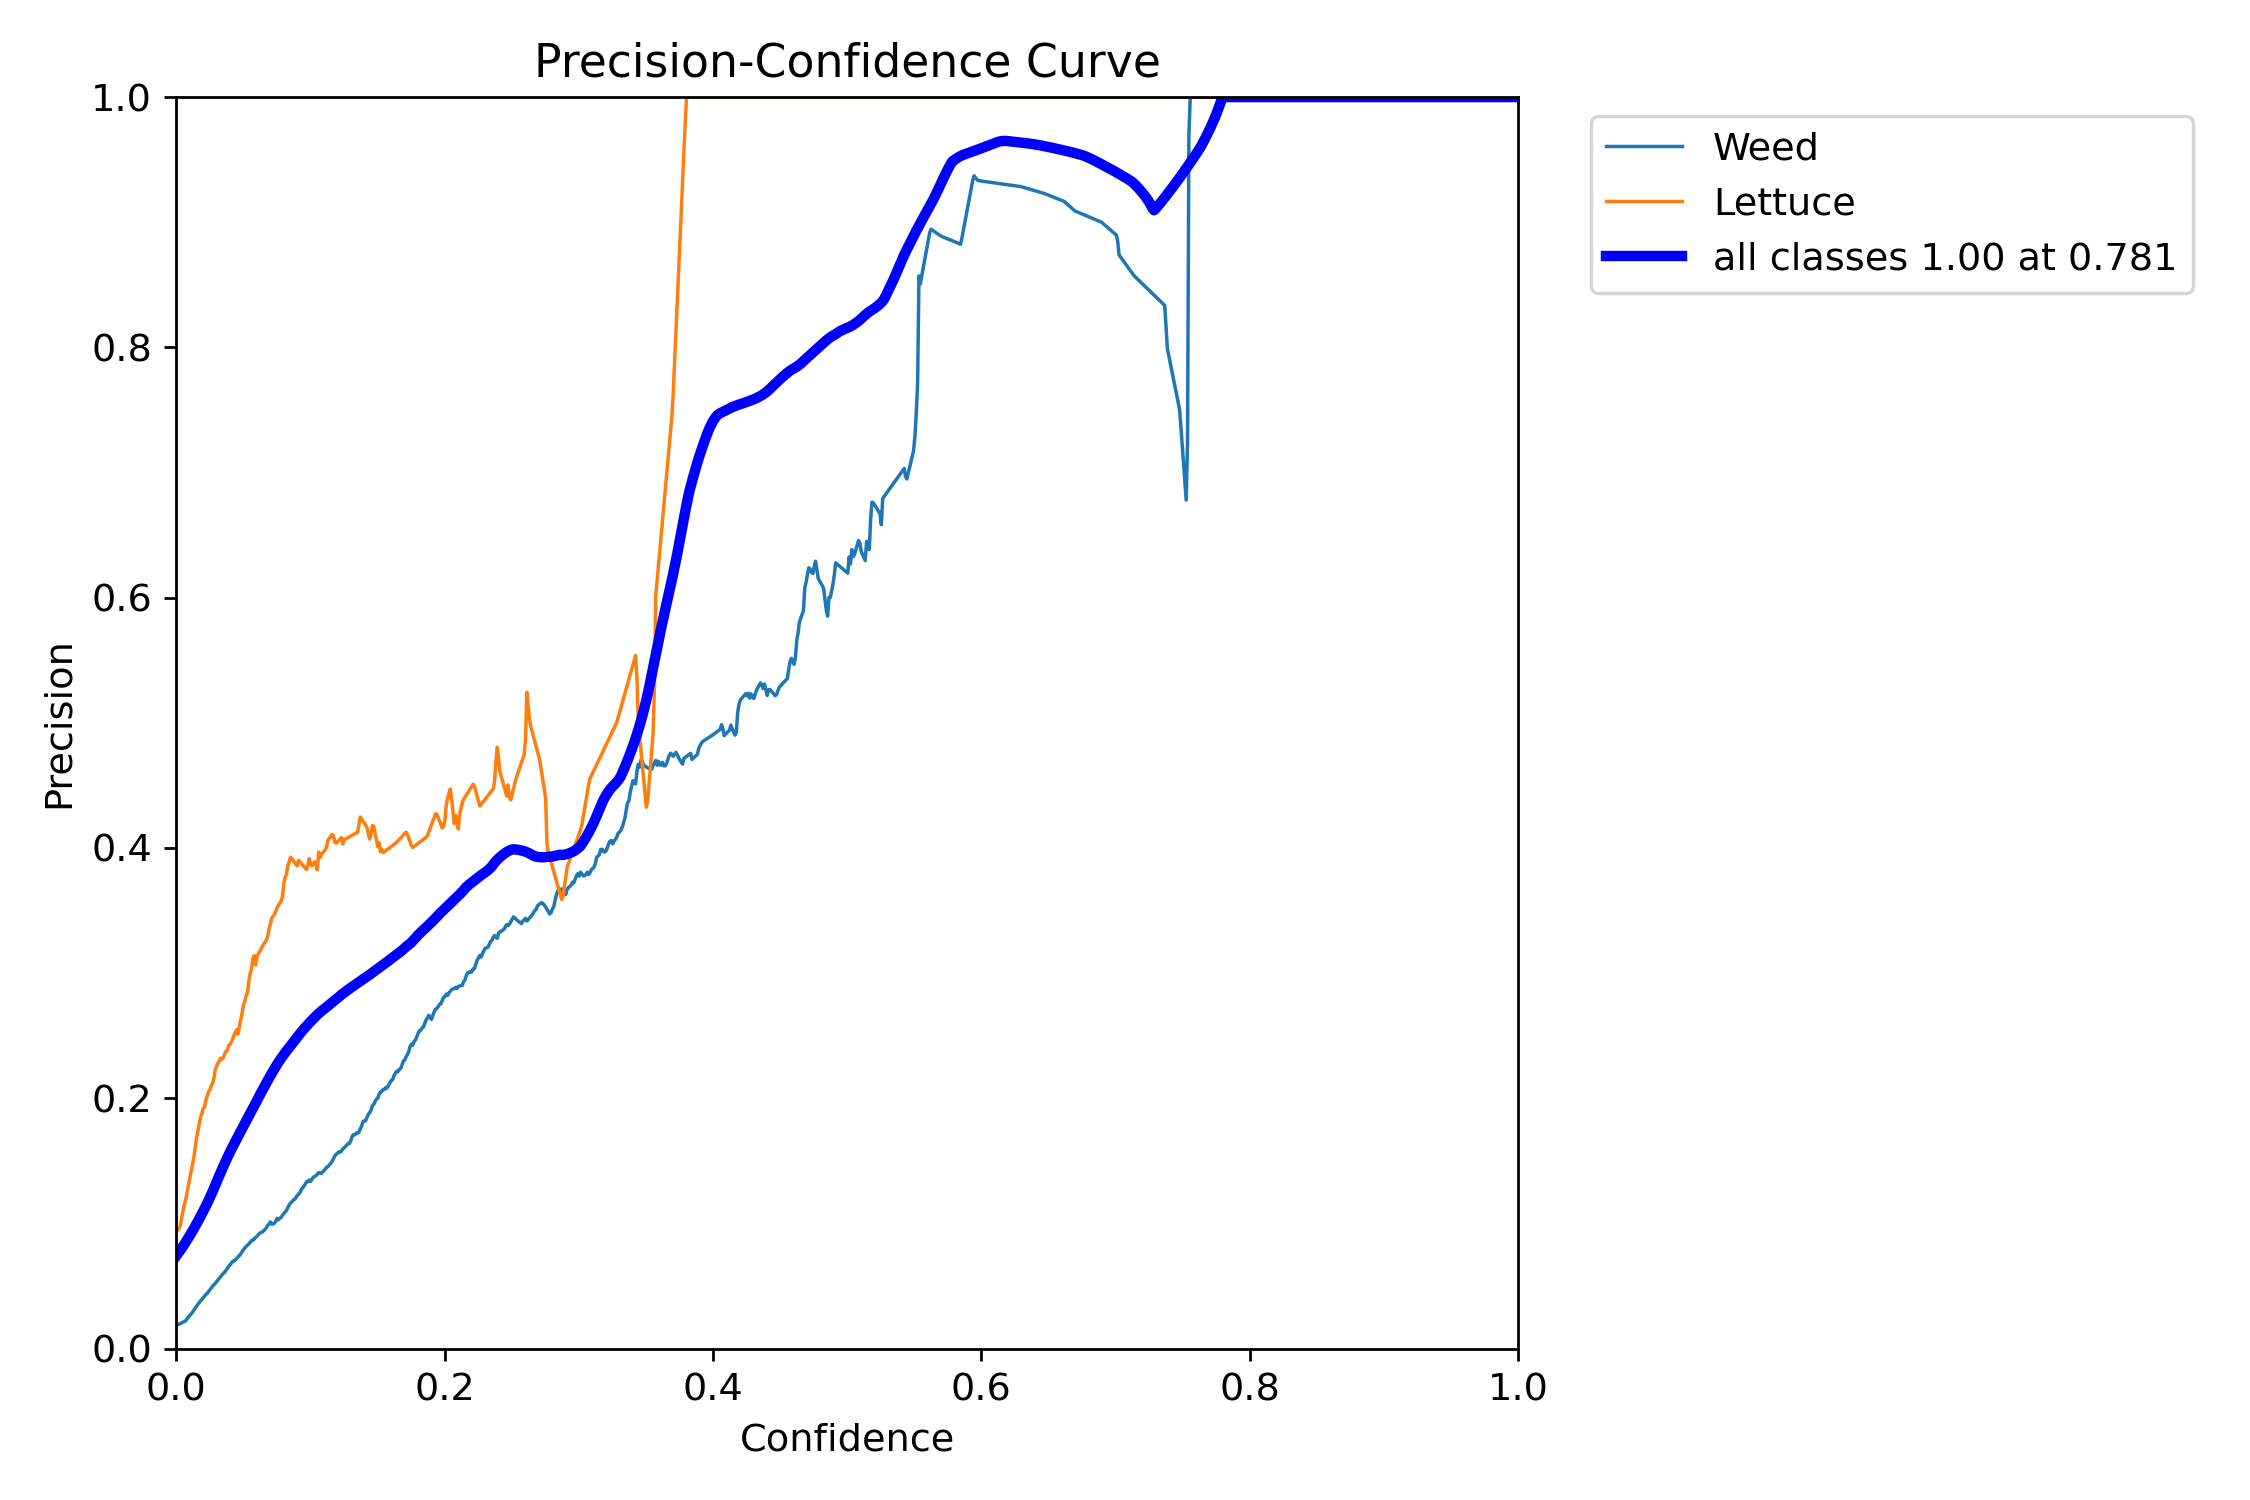 Precision-Confidence Curve
1.0
0.8
0.6
0.4
0.2
0.0
Precision
0.0 0.2 0.4 0.6 0.8 1.0
Confidence
Weed
Lettuce
all classes 1.00 at 0.781